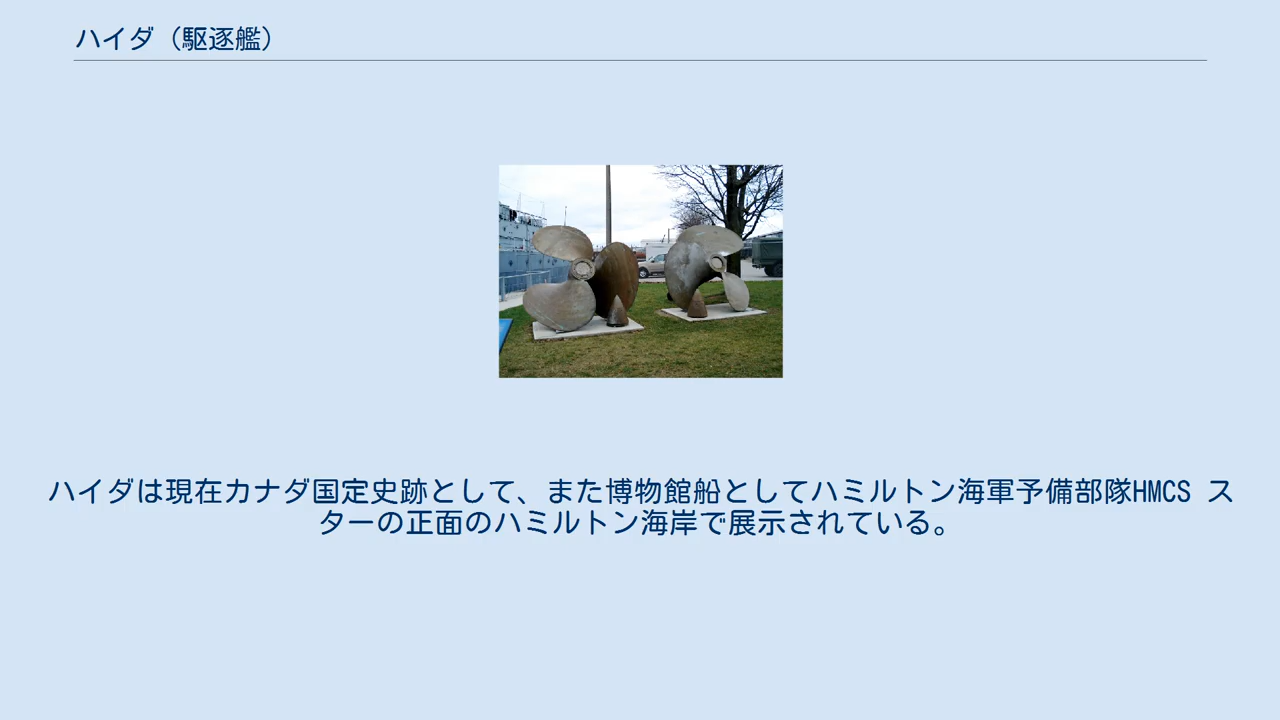 ハイダ（駆逐艦）
ハイダは現在カナダ国定史跡として、また博物館船としてハミルトン海軍予備部隊HMCS ス
ターの正面のハミルトン海岸で展示されている。